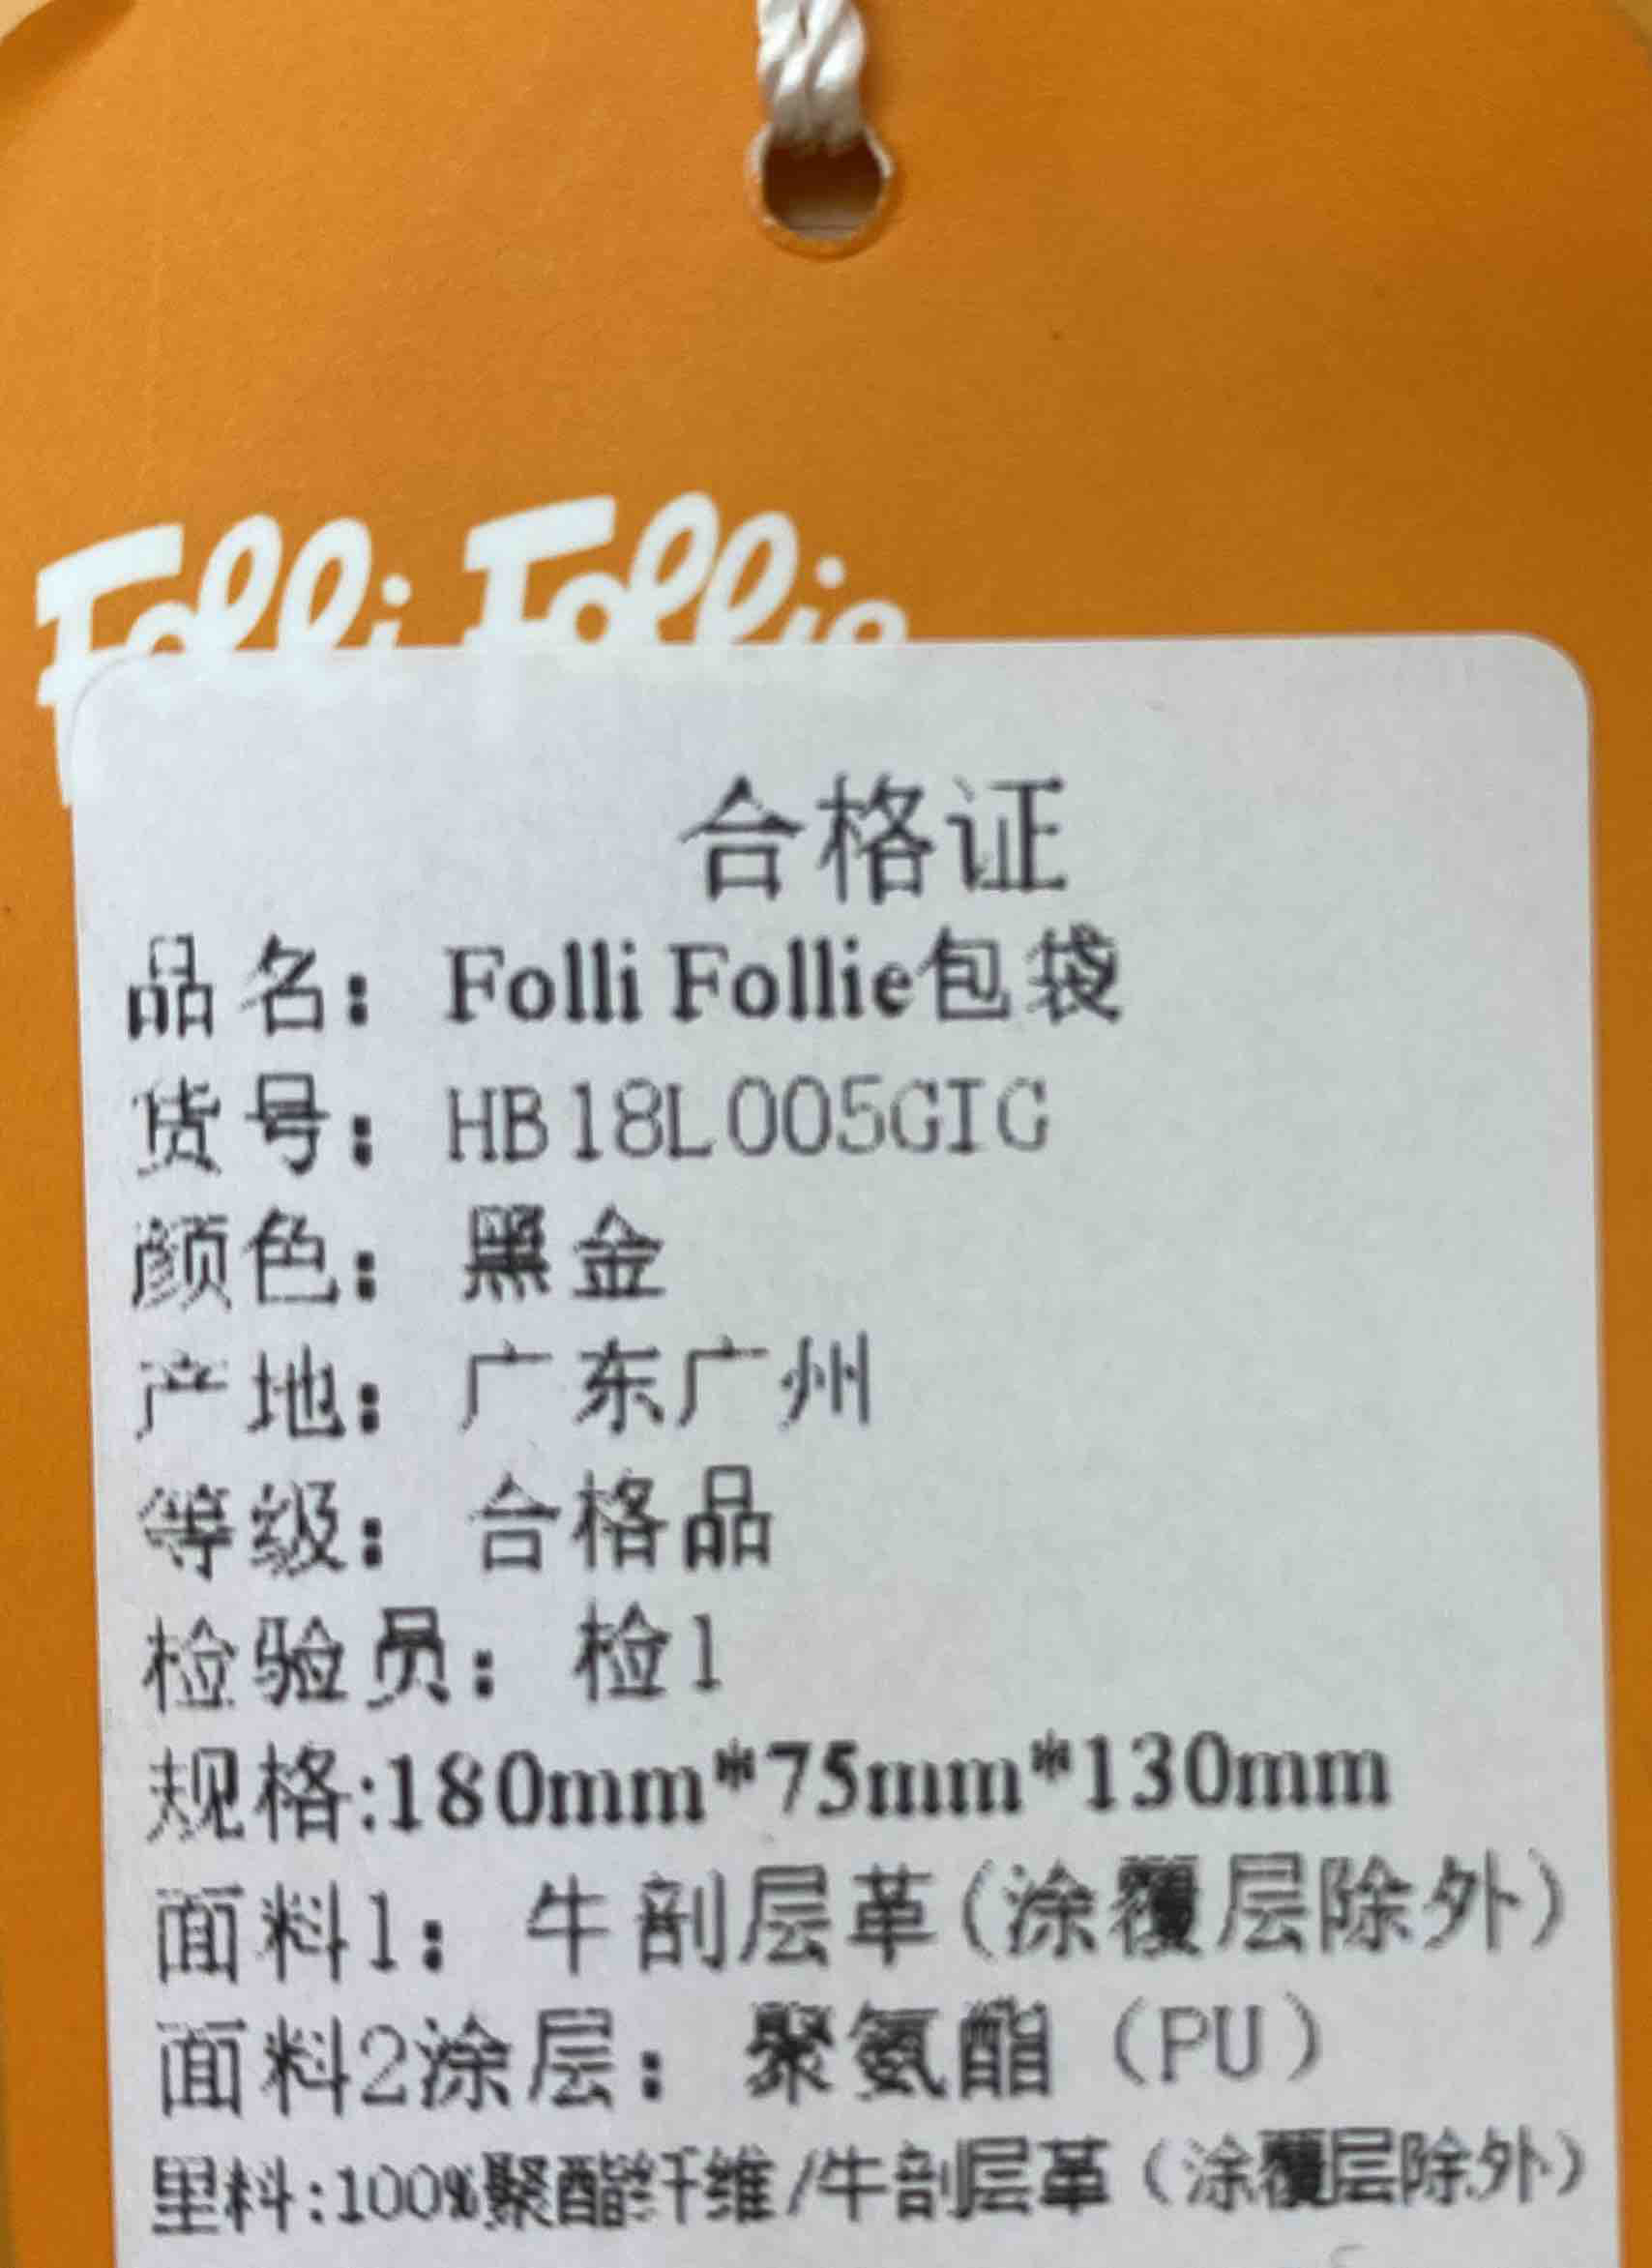 Folli Follie
合格证
品名：Folli Follie包袋
货号：HB18L005GIG
颜色：黑金
产地：广东广州
等级：合格品
检验员：检1
规格:180mm*75mm*130mm
面料1：牛剖层革(涂覆层除外)
面料2涂层：聚氨酯（PU）
里料:100%聚酯纤维/牛剖层革（涂覆层除外）